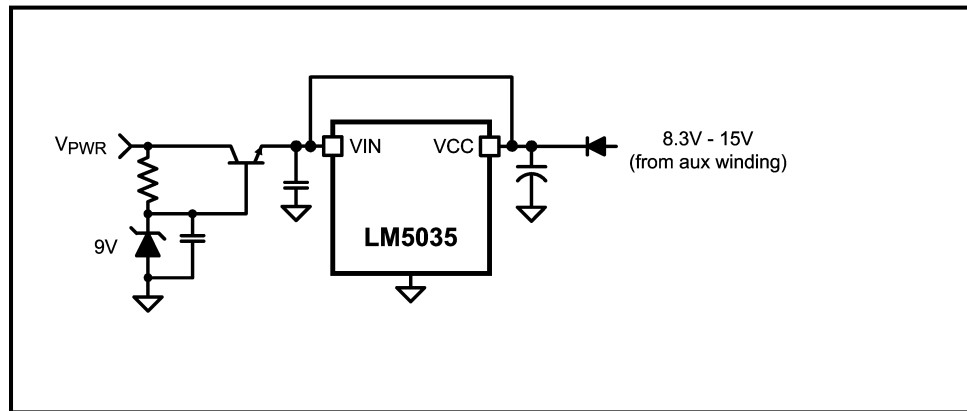 VPWR
VIN
VCC
8.3V - 15V
(from aux winding)
9V
LM5035